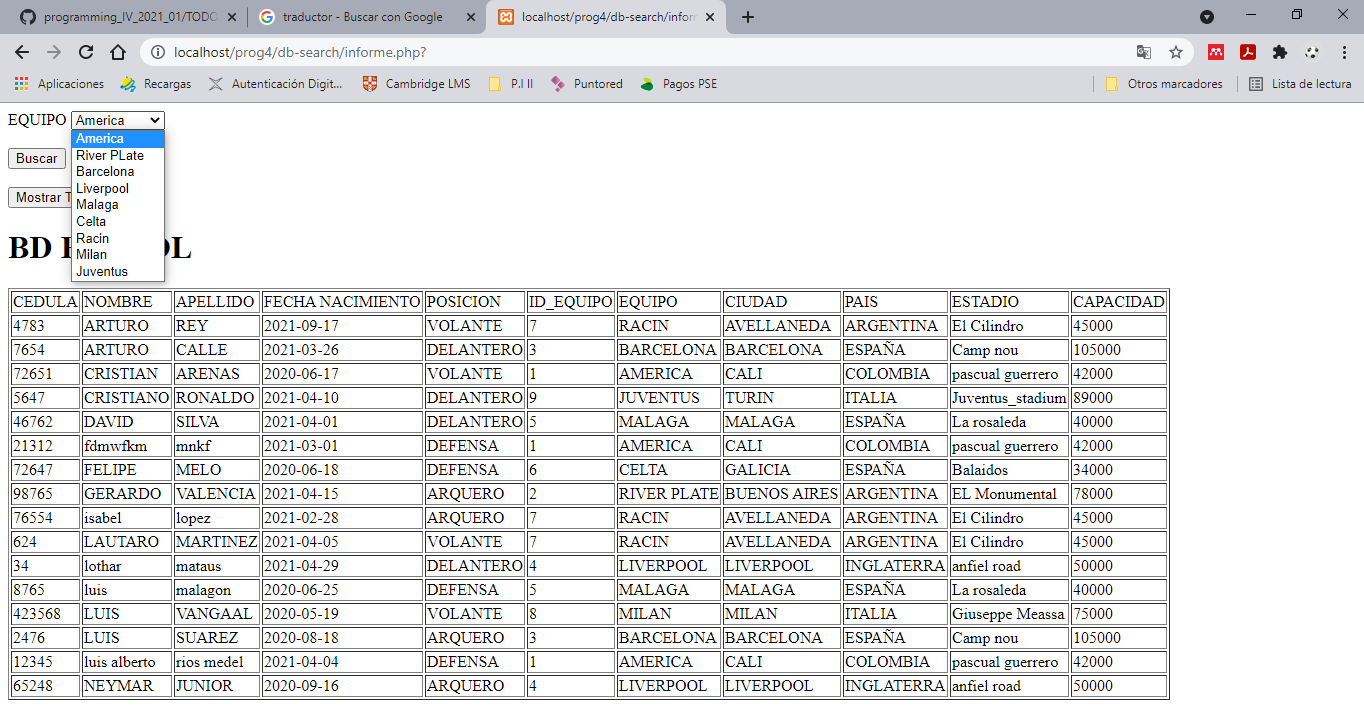 programming_IV_2021_01/TODO
traductor - Buscar con Google
localhost/prog4/db-search/inform
localhost/prog4/db-search/informe.php?
Aplicaciones Recargas Autenticación Digit... Cambridge LMS P.I II Puntored Pagos PSE Otros marcadores Lista de lectura
EQUIPO America
America
River PLate
Barcelona
Liverpool
Malaga
Celta
Racin
Milan
Juventus
Buscar
Mostrar
BD
CEDULA NOMBRE APELLIDO FECHA NACIMIENTO POSICION ID_EQUIPO EQUIPO CIUDAD PAIS ESTADIO CAPACIDAD
4783 ARTURO REY 2021-09-17 VOLANTE 7 RACIN AVELLANEDA ARGENTINA El Cilindro 45000
7654 ARTURO CALLE 2021-03-26 DELANTERO 3 BARCELONA BARCELONA ESPAÑA Camp nou 105000
72651 CRISTIAN ARENAS 2020-06-17 VOLANTE 1 AMERICA CALI COLOMBIA pascual guerrero 42000
5647 CRISTIANO RONALDO 2021-04-10 DELANTERO 9 JUVENTUS TURIN ITALIA Juventus_stadium 89000
46762 DAVID SILVA 2021-04-01 DELANTERO 5 MALAGA MALAGA ESPAÑA La rosaleda 40000
21312 fdmwfkm mnkf 2021-03-01 DEFENSA 1 AMERICA CALI COLOMBIA pascual guerrero 42000
72647 FELIPE MELO 2020-06-18 DEFENSA 6 CELTA GALICIA ESPAÑA Balaidos 34000
98765 GERARDO VALENCIA 2021-04-15 ARQUERO 2 RIVER PLATE BUENOS AIRES ARGENTINA EL Monumental 78000
76554 isabel lopez 2021-02-28 ARQUERO 7 RACIN AVELLANEDA ARGENTINA El Cilindro 45000
624 LAUTARO MARTINEZ 2021-04-05 VOLANTE 7 RACIN AVELLANEDA ARGENTINA El Cilindro 45000
34 lothar mataus 2021-04-29 DELANTERO 4 LIVERPOOL LIVERPOOL INGLATERRA anfiel road 50000
8765 luis malagon 2020-06-25 DEFENSA 5 MALAGA MALAGA ESPAÑA La rosaleda 40000
423568 LUIS VANGAAL 2020-05-19 VOLANTE 8 MILAN MILAN ITALIA Giuseppe Meassa 75000
2476 LUIS SUAREZ 2020-08-18 ARQUERO 3 BARCELONA BARCELONA ESPAÑA Camp nou 105000
12345 luis alberto rios medel 2021-04-04 DEFENSA 1 AMERICA CALI COLOMBIA pascual guerrero 42000
65248 NEYMAR JUNIOR 2020-09-16 ARQUERO 4 LIVERPOOL LIVERPOOL INGLATERRA anfiel road 50000